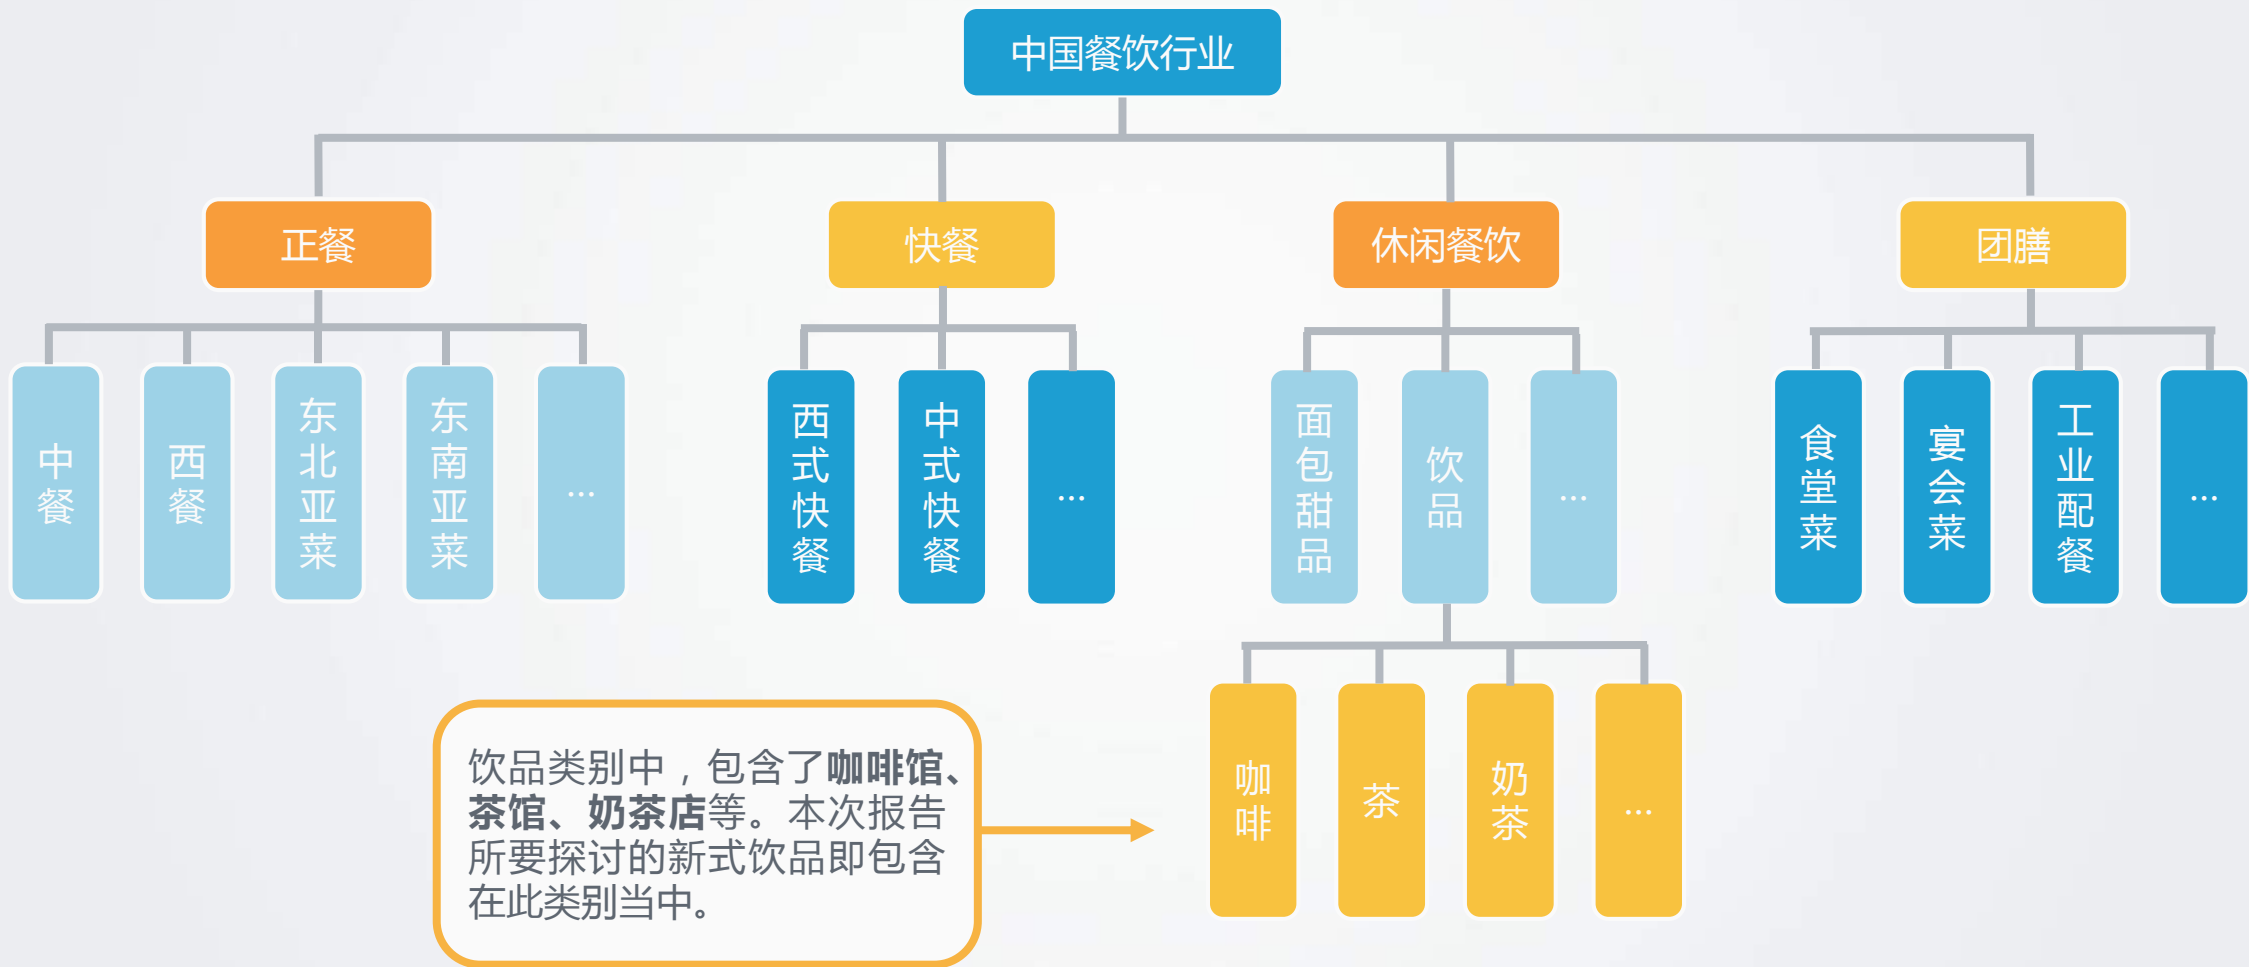 中国餐饮行业
正餐
快餐
休闲餐饮
团膳
中餐
西餐
东北亚菜
东南亚菜
...
西式快餐
中式快餐
...
面包甜品
饮品
...
食堂菜
宴会菜
工业配餐
...
咖啡
茶
奶茶
...
饮品类别中，包含了咖啡馆、
茶馆、奶茶店等。本次报告
所要探讨的新式饮品即包含
在此类别当中。